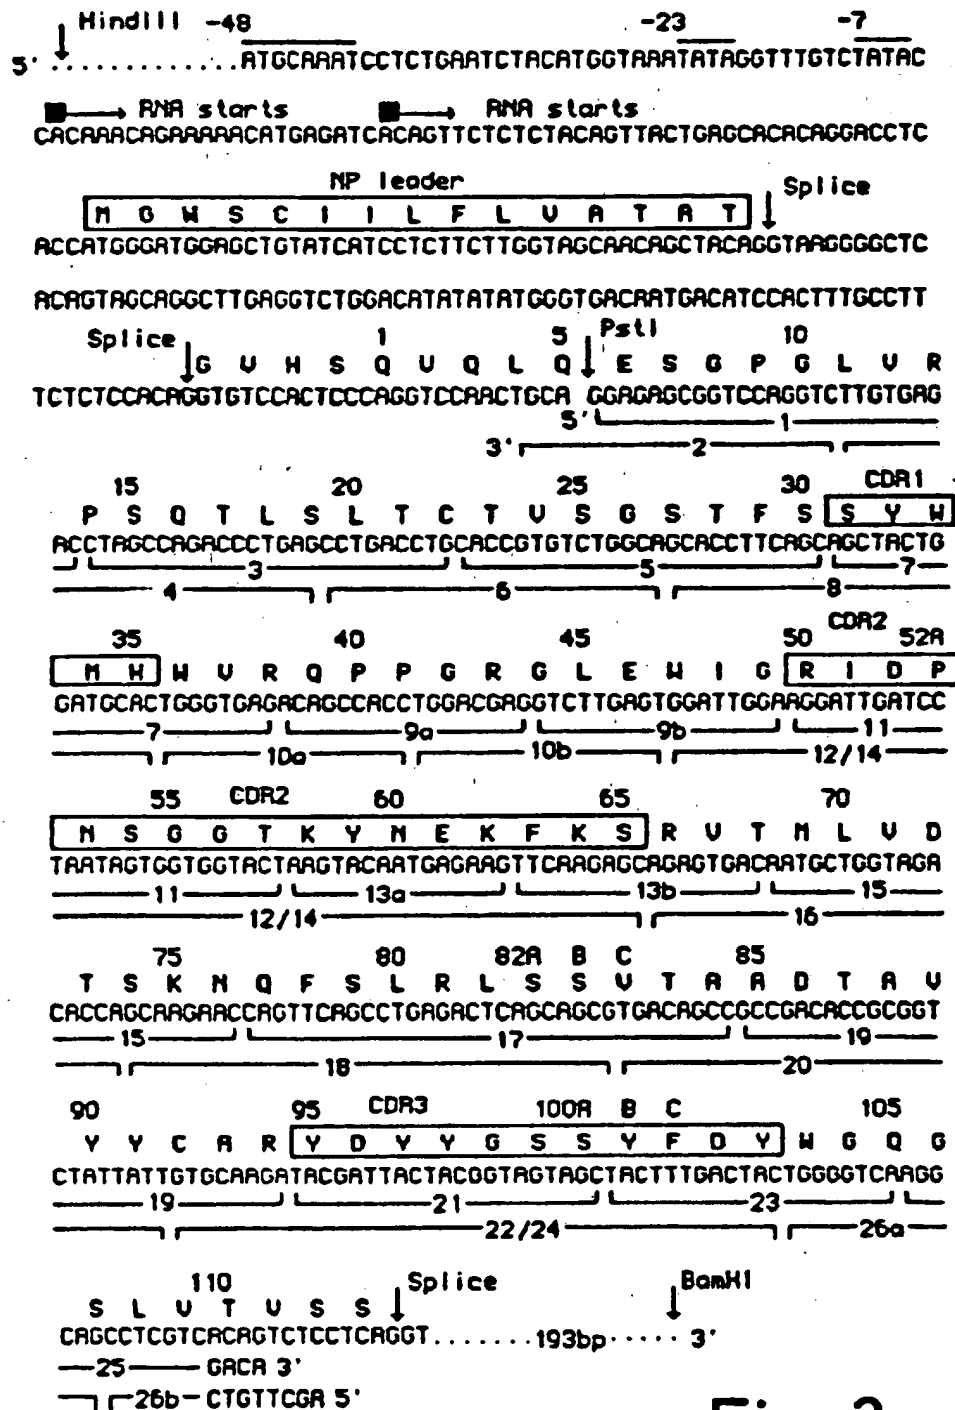 HindIII -48 -23 -7
5' .............ATGCAAATCCTCTGAATCTACATGGTAAATATAGGTTTGTCTATAC
RNA starts RNA starts
CACAAACAGAAAAACATGAGATCACAGTTCTCTCTACAGTTACTGAGCACACAGGACCTC
MP leader Splice
M G W S C I I L F L V A T A T
ACCATGGGATGGAGCTGTATCATCCTCTTCTTGGTAGCAACAGCTACAGGTAAGGGGCTC
ACAGTAGCAGGCTTGAGGTCTGGACATATATATGGGTGACAATGACATCCACTTTGCCTT
Splice 1 5 PstI 10
G V H S Q V Q L Q E S G P G L V R
TCTCTCCACAGGTGTCCACTCCCAGGTCCAACTGCA GGAGAGCGGTCCAGGTCTTGTGAG
5' 1
3' 2
15 20 25 30 CDR1
P S Q T L S L T C T V S G S T F S S Y W
ACCTAGCCAGACCCTGAGCCTGACCTGCACCGTGTCTGGCAGCACCTTCAGCAGCTACTG
3 5 7
4 6 8
35 40 45 50 CDR2 52A
M H W V R Q P P G R G L E W I G R I D P
GATGCACTGGGTGAGACAGCCACCTGGACGAGGTCTTGAGTGGATTGGAAGGATTGATCC
7 9a 9b 11
10a 10b 12/14
55 CDR2 60 65 70
N S G G T K Y N E K F K S R V T M L V D
TAATAGTGGTGGTACTAAGTACAATGAGAAGTTCAAGAGCAGAGTGACAATGCTGGTAGA
11 13a 13b 15
12/14 16
75 80 82A B C 85
T S K N Q F S L R L S S V T A A D T A V
CACCAGCAAGAACCAGTTCAGCCTGAGACTCAGCAGCGTGACAGCCGCCGACACCGCGGT
15 17 19
18 20
90 95 CDR3 100A B C 105
Y Y C A R Y D Y Y G S S Y F D Y W G Q G
CTATTATTGTGCAAGATACGATTACTACGGTAGTAGCTACTTTGACTACTGGGGTCAAGG
19 21 23
22/24 26a
110 Splice BamHI
S L V T V S S
CAGCCTCGTCACAGTCTCCTCAGGT.......193bp..... 3'
25 GACA 3'
26b CTGTTCGA 5'